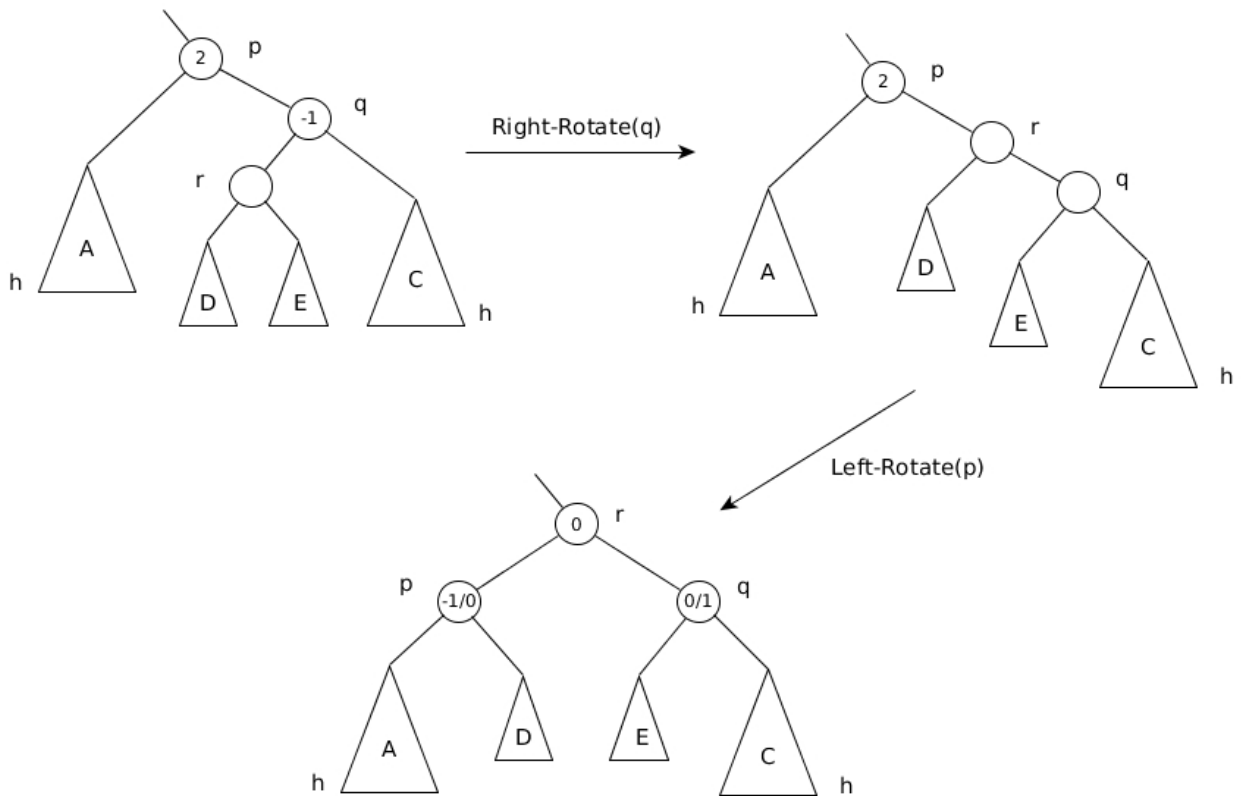 2 p
-1 q
r
A
h
D E
C
h
Right-Rotate(q)
2 p
r
q
A
h
D
E
C
h
Left-Rotate(p)
0 r
p -1/0
0/1 q
A
h
D
E
C
h